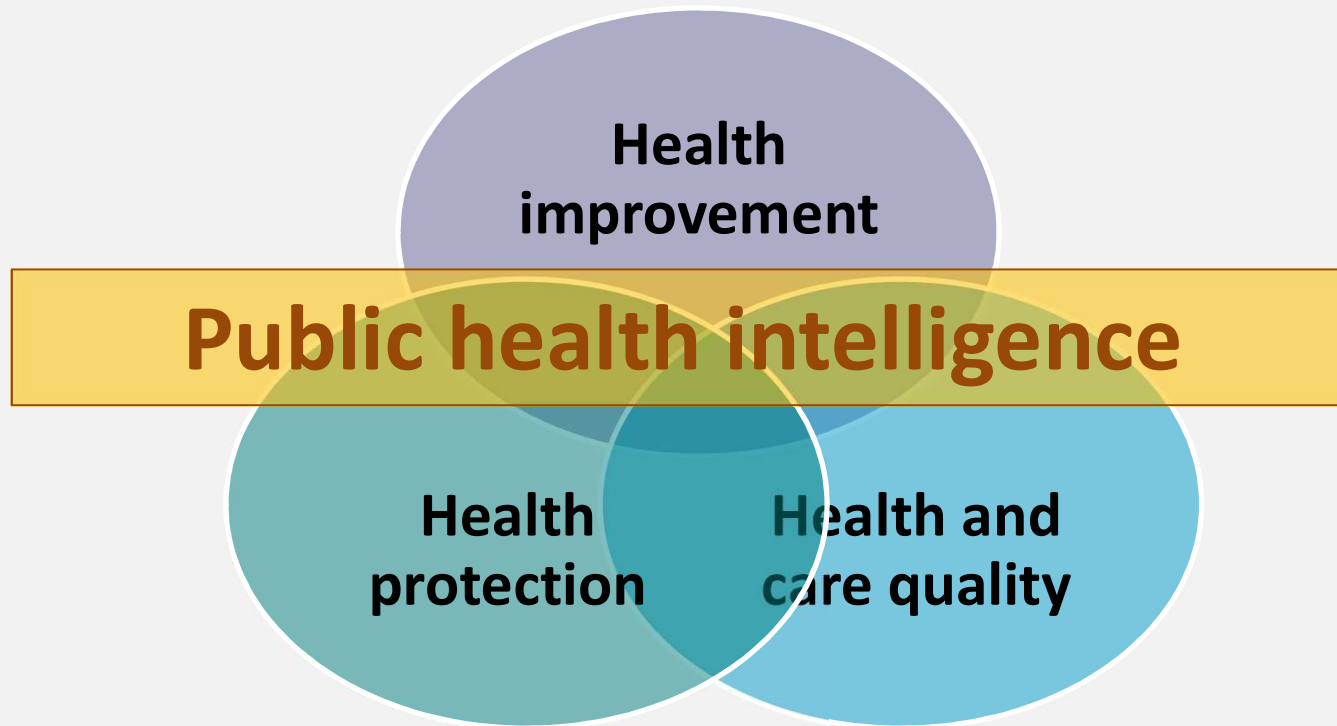 Health
improvement
Public health intelligence
Health
protection
Health and
care quality